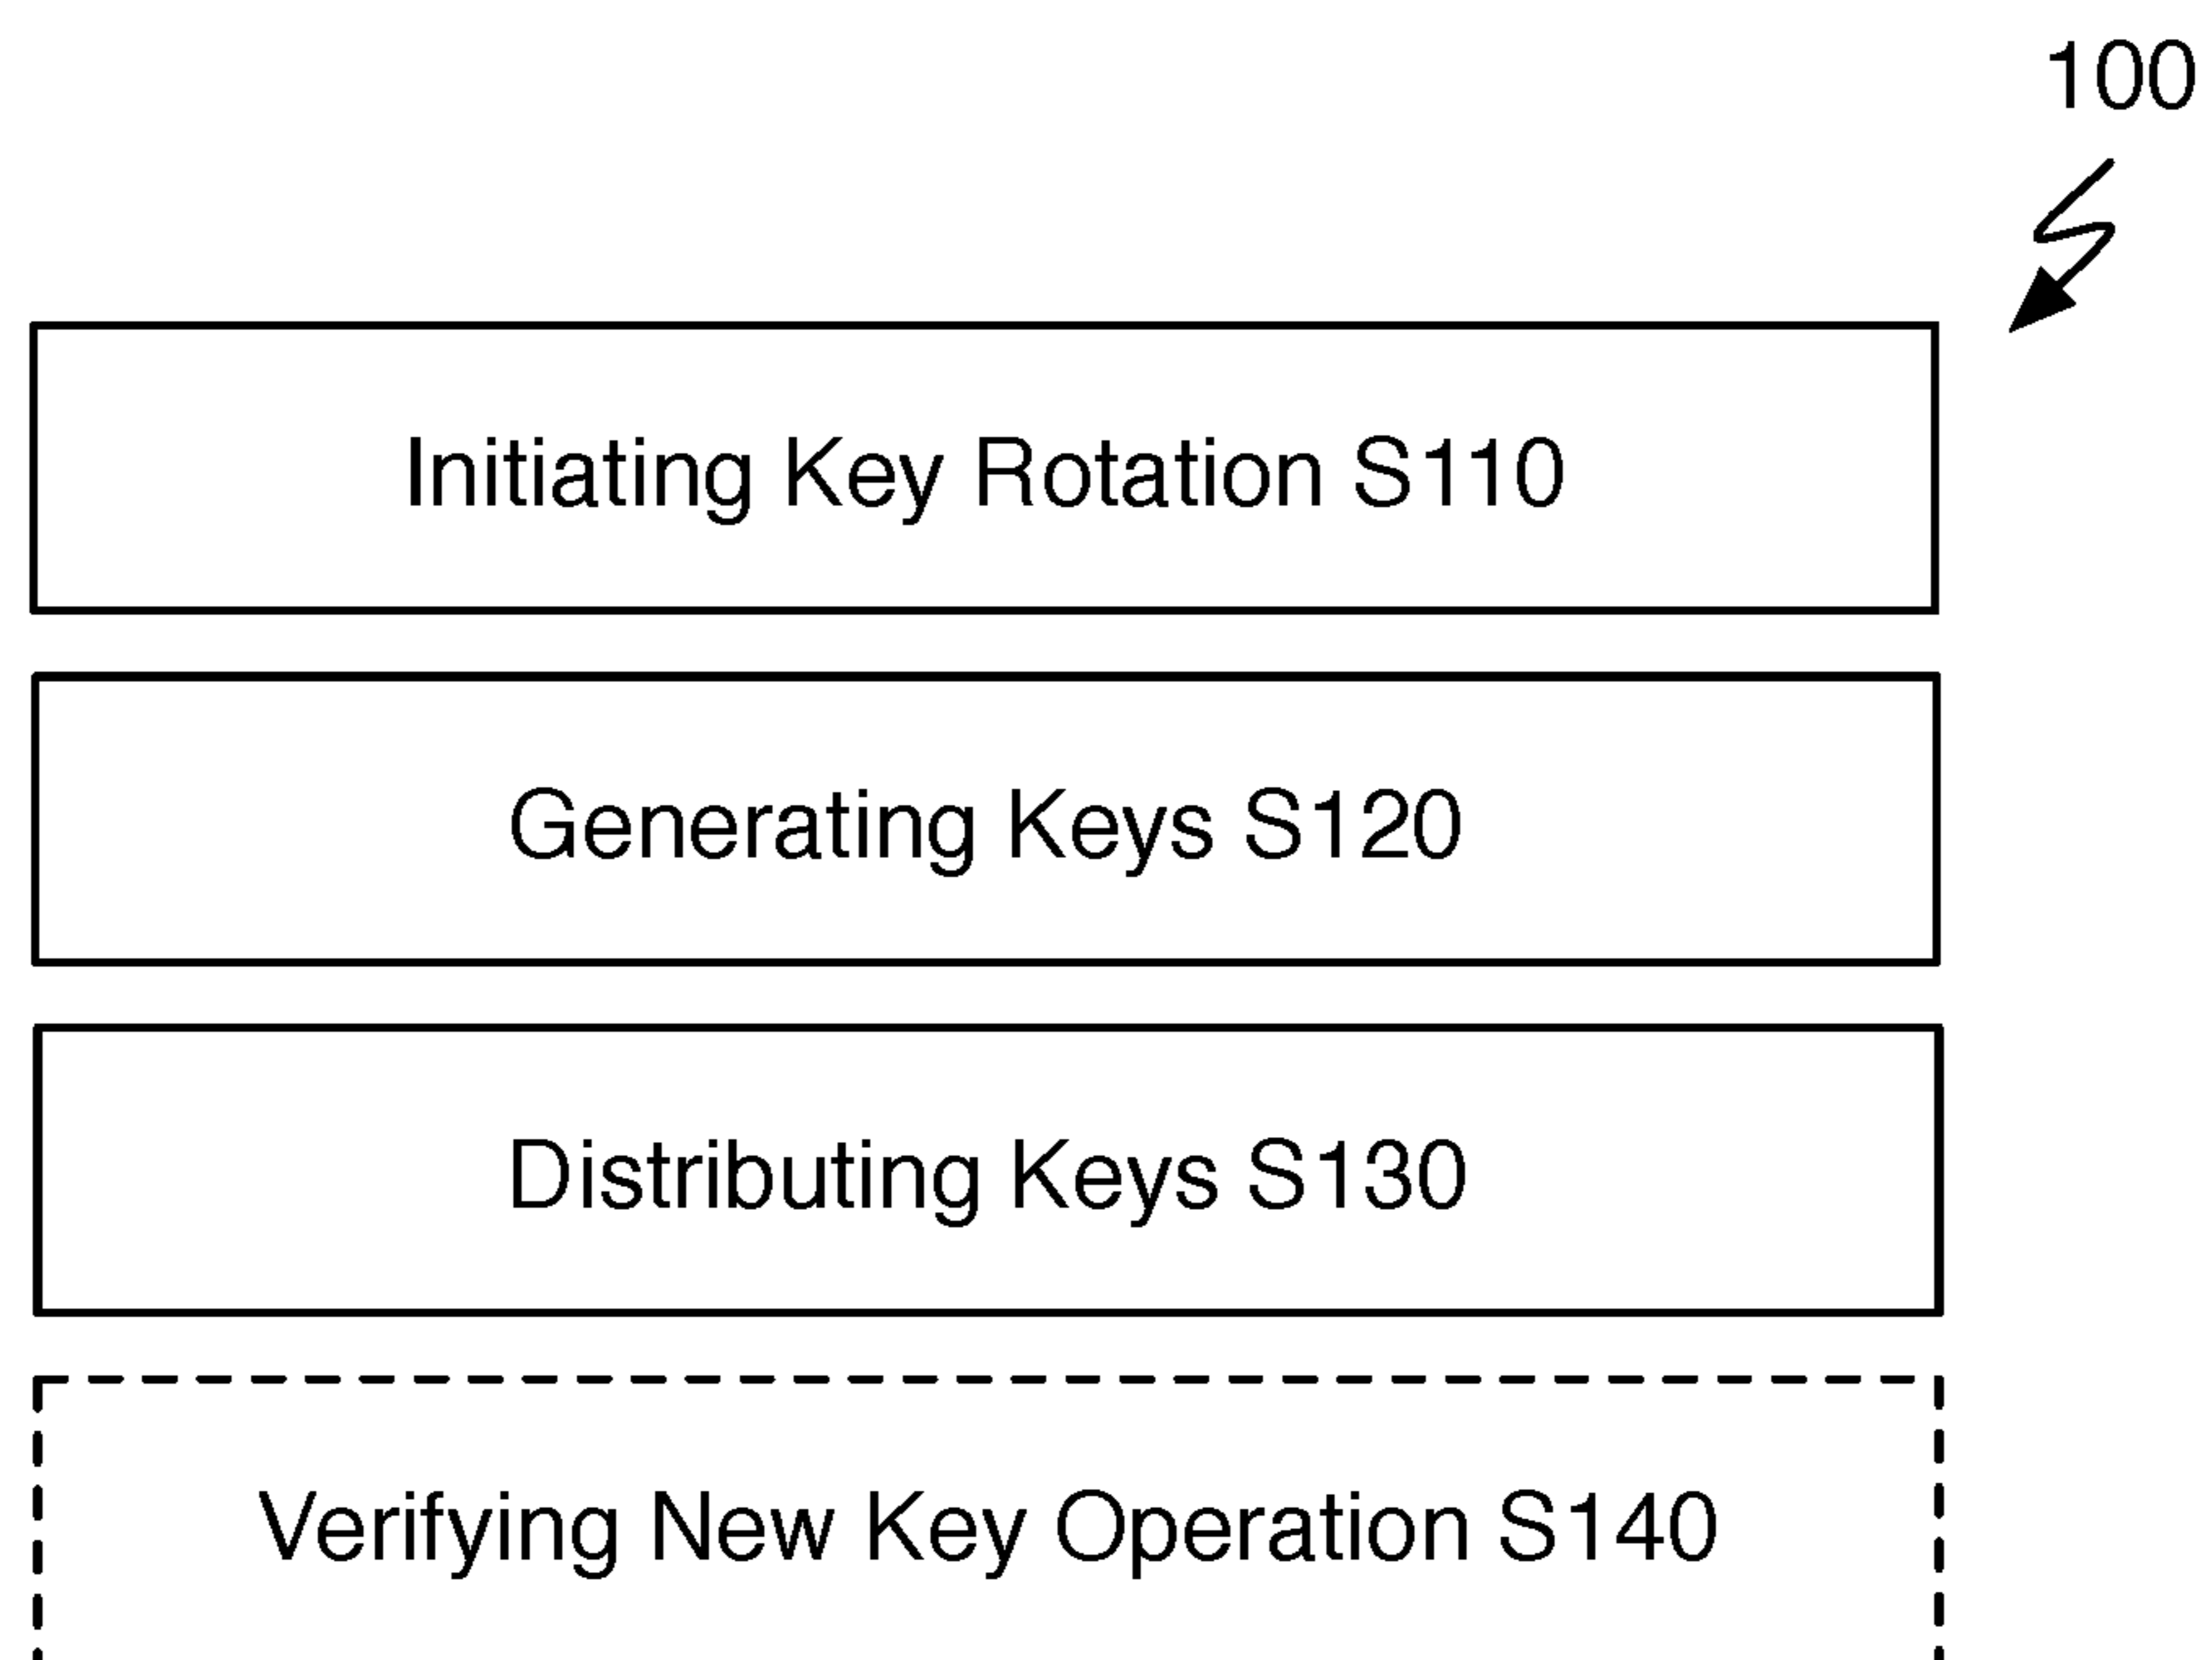 100
Initiating Key Rotation S110
Generating Keys S120
Distributing Keys S130
Verifying New Key Operation S140